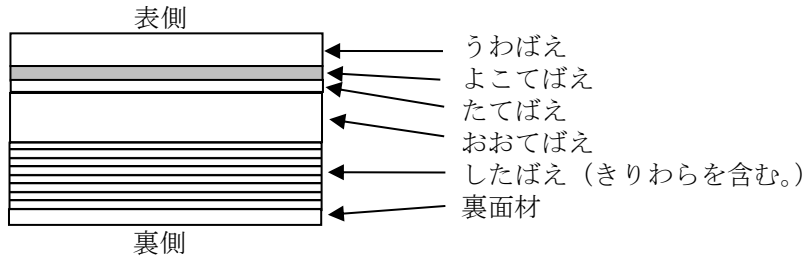 表側
うわばえ
よこてばえ
たてばえ
おおてばえ
したばえ（きりわらを含む。）
裏面材
裏側